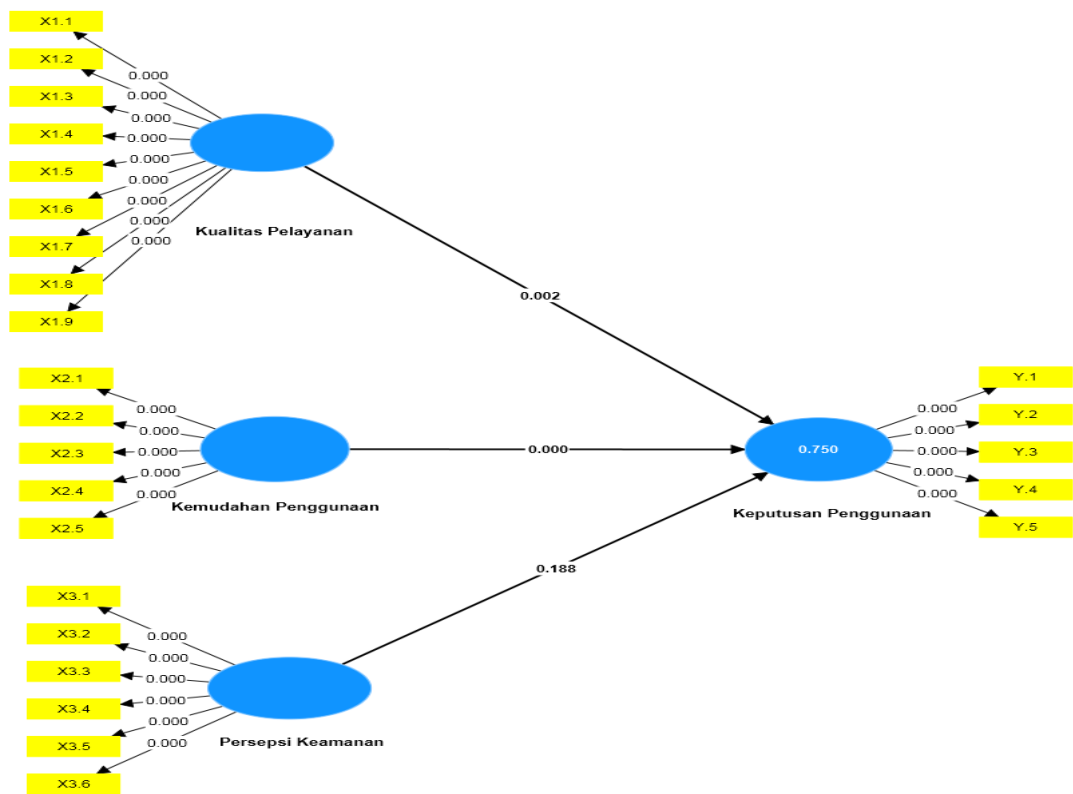 X1.1
X1.2
X1.3
X1.4
X1.5
X1.6
X1.7
X1.8
X1.9
0.000
0.000
0.000
0.000
0.000
0.000
0.000
0.000
0.000
Kualitas Pelayanan
0.002
X2.1
X2.2
X2.3
X2.4
X2.5
0.000
0.000
0.000
0.000
0.000
Kemudahan Penggunaan
0.000
X3.1
X3.2
X3.3
X3.4
X3.5
X3.6
0.000
0.000
0.000
0.000
0.000
0.000
Persepsi Keamanan
0.188
0.750
Keputusan Penggunaan
0.000
0.000
0.000
0.000
0.000
Y.1
Y.2
Y.3
Y.4
Y.5